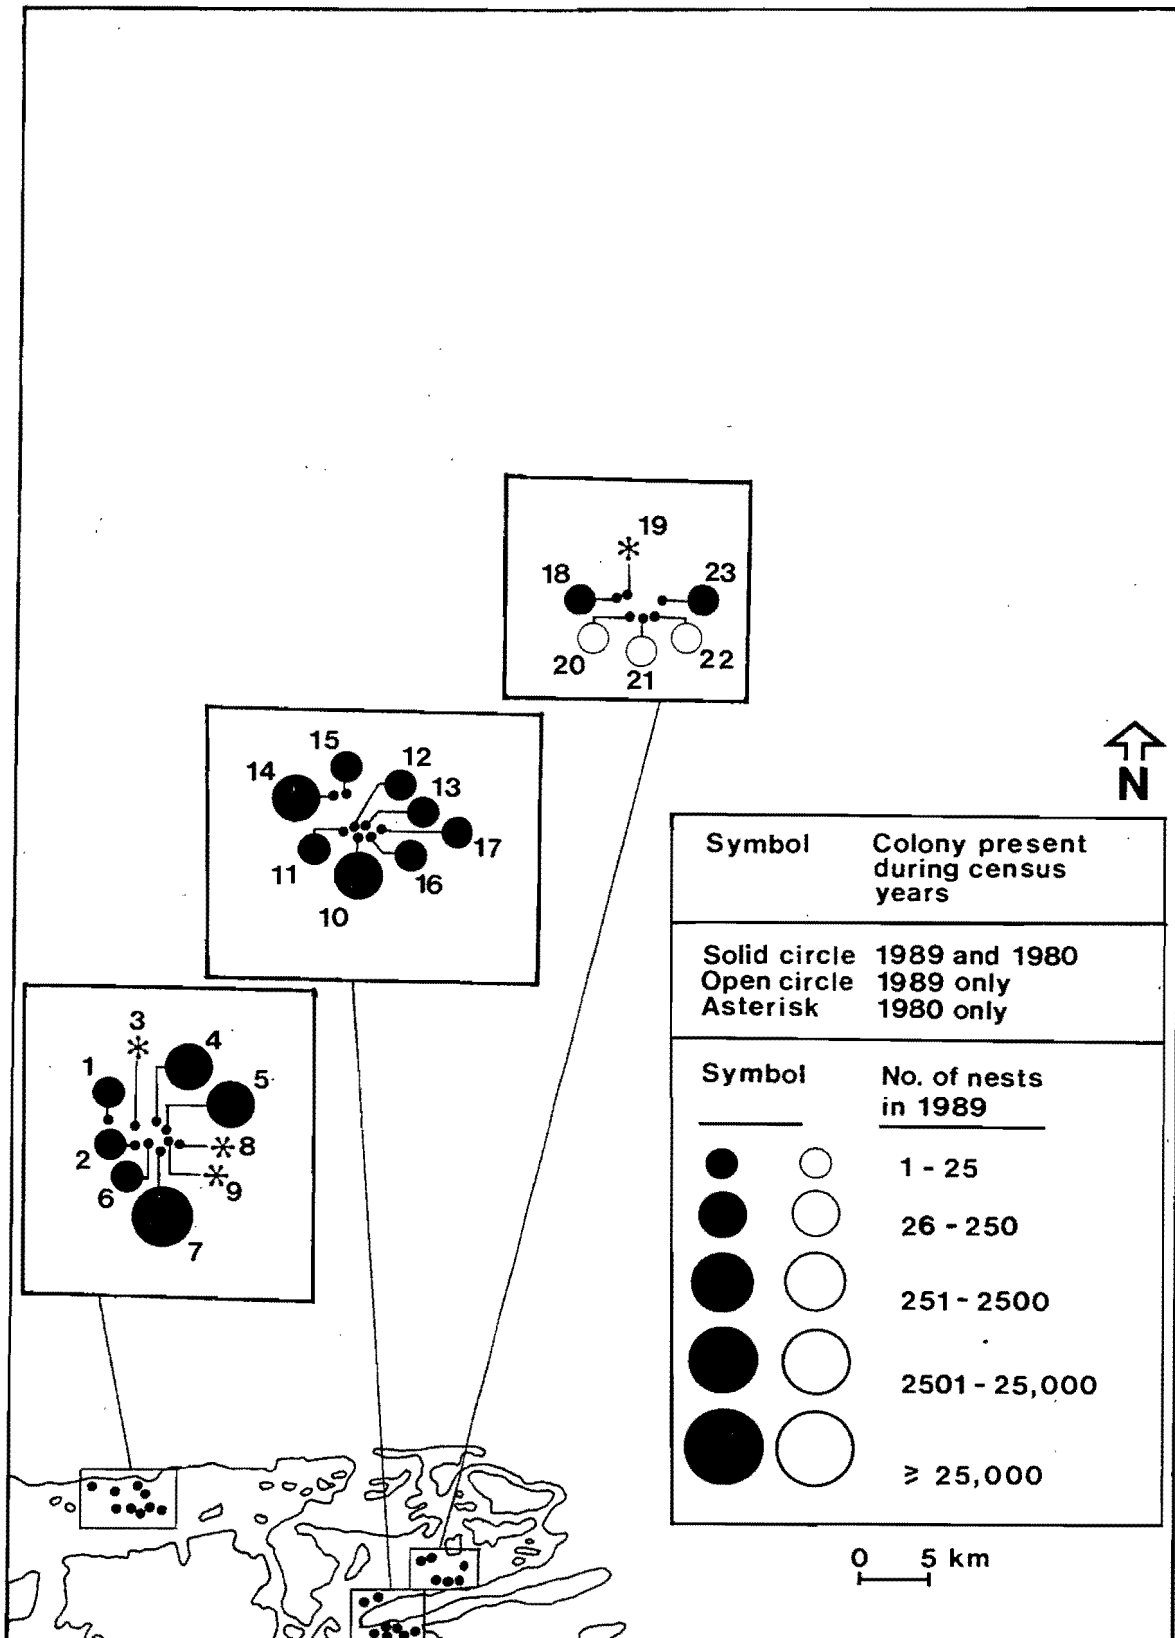 19
18
23
20
21
22
15
12
14
13
17
11
16
10
3
4
1
5
2
8
6
9
7
N
Symbol Colony present
during census
years
Solid circle 1989 and 1980
Open circle 1989 only
Asterisk 1980 only
Symbol No. of nests
in 1989
1 - 25
26 - 250
251 - 2500
2501 - 25,000
≥ 25,000
0 5 km